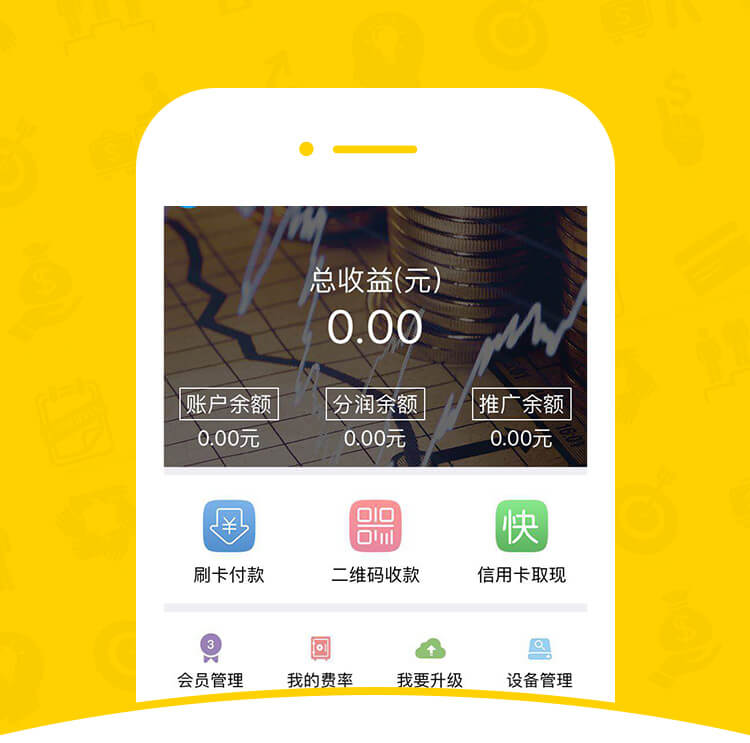 总收益(元)
0.00
账户余额 分润余额 推广余额
0.00元 0.00元 0.00元
快
刷卡付款 二维码收款 信用卡取现
3
会员管理 我的费率 我要升级 设备管理